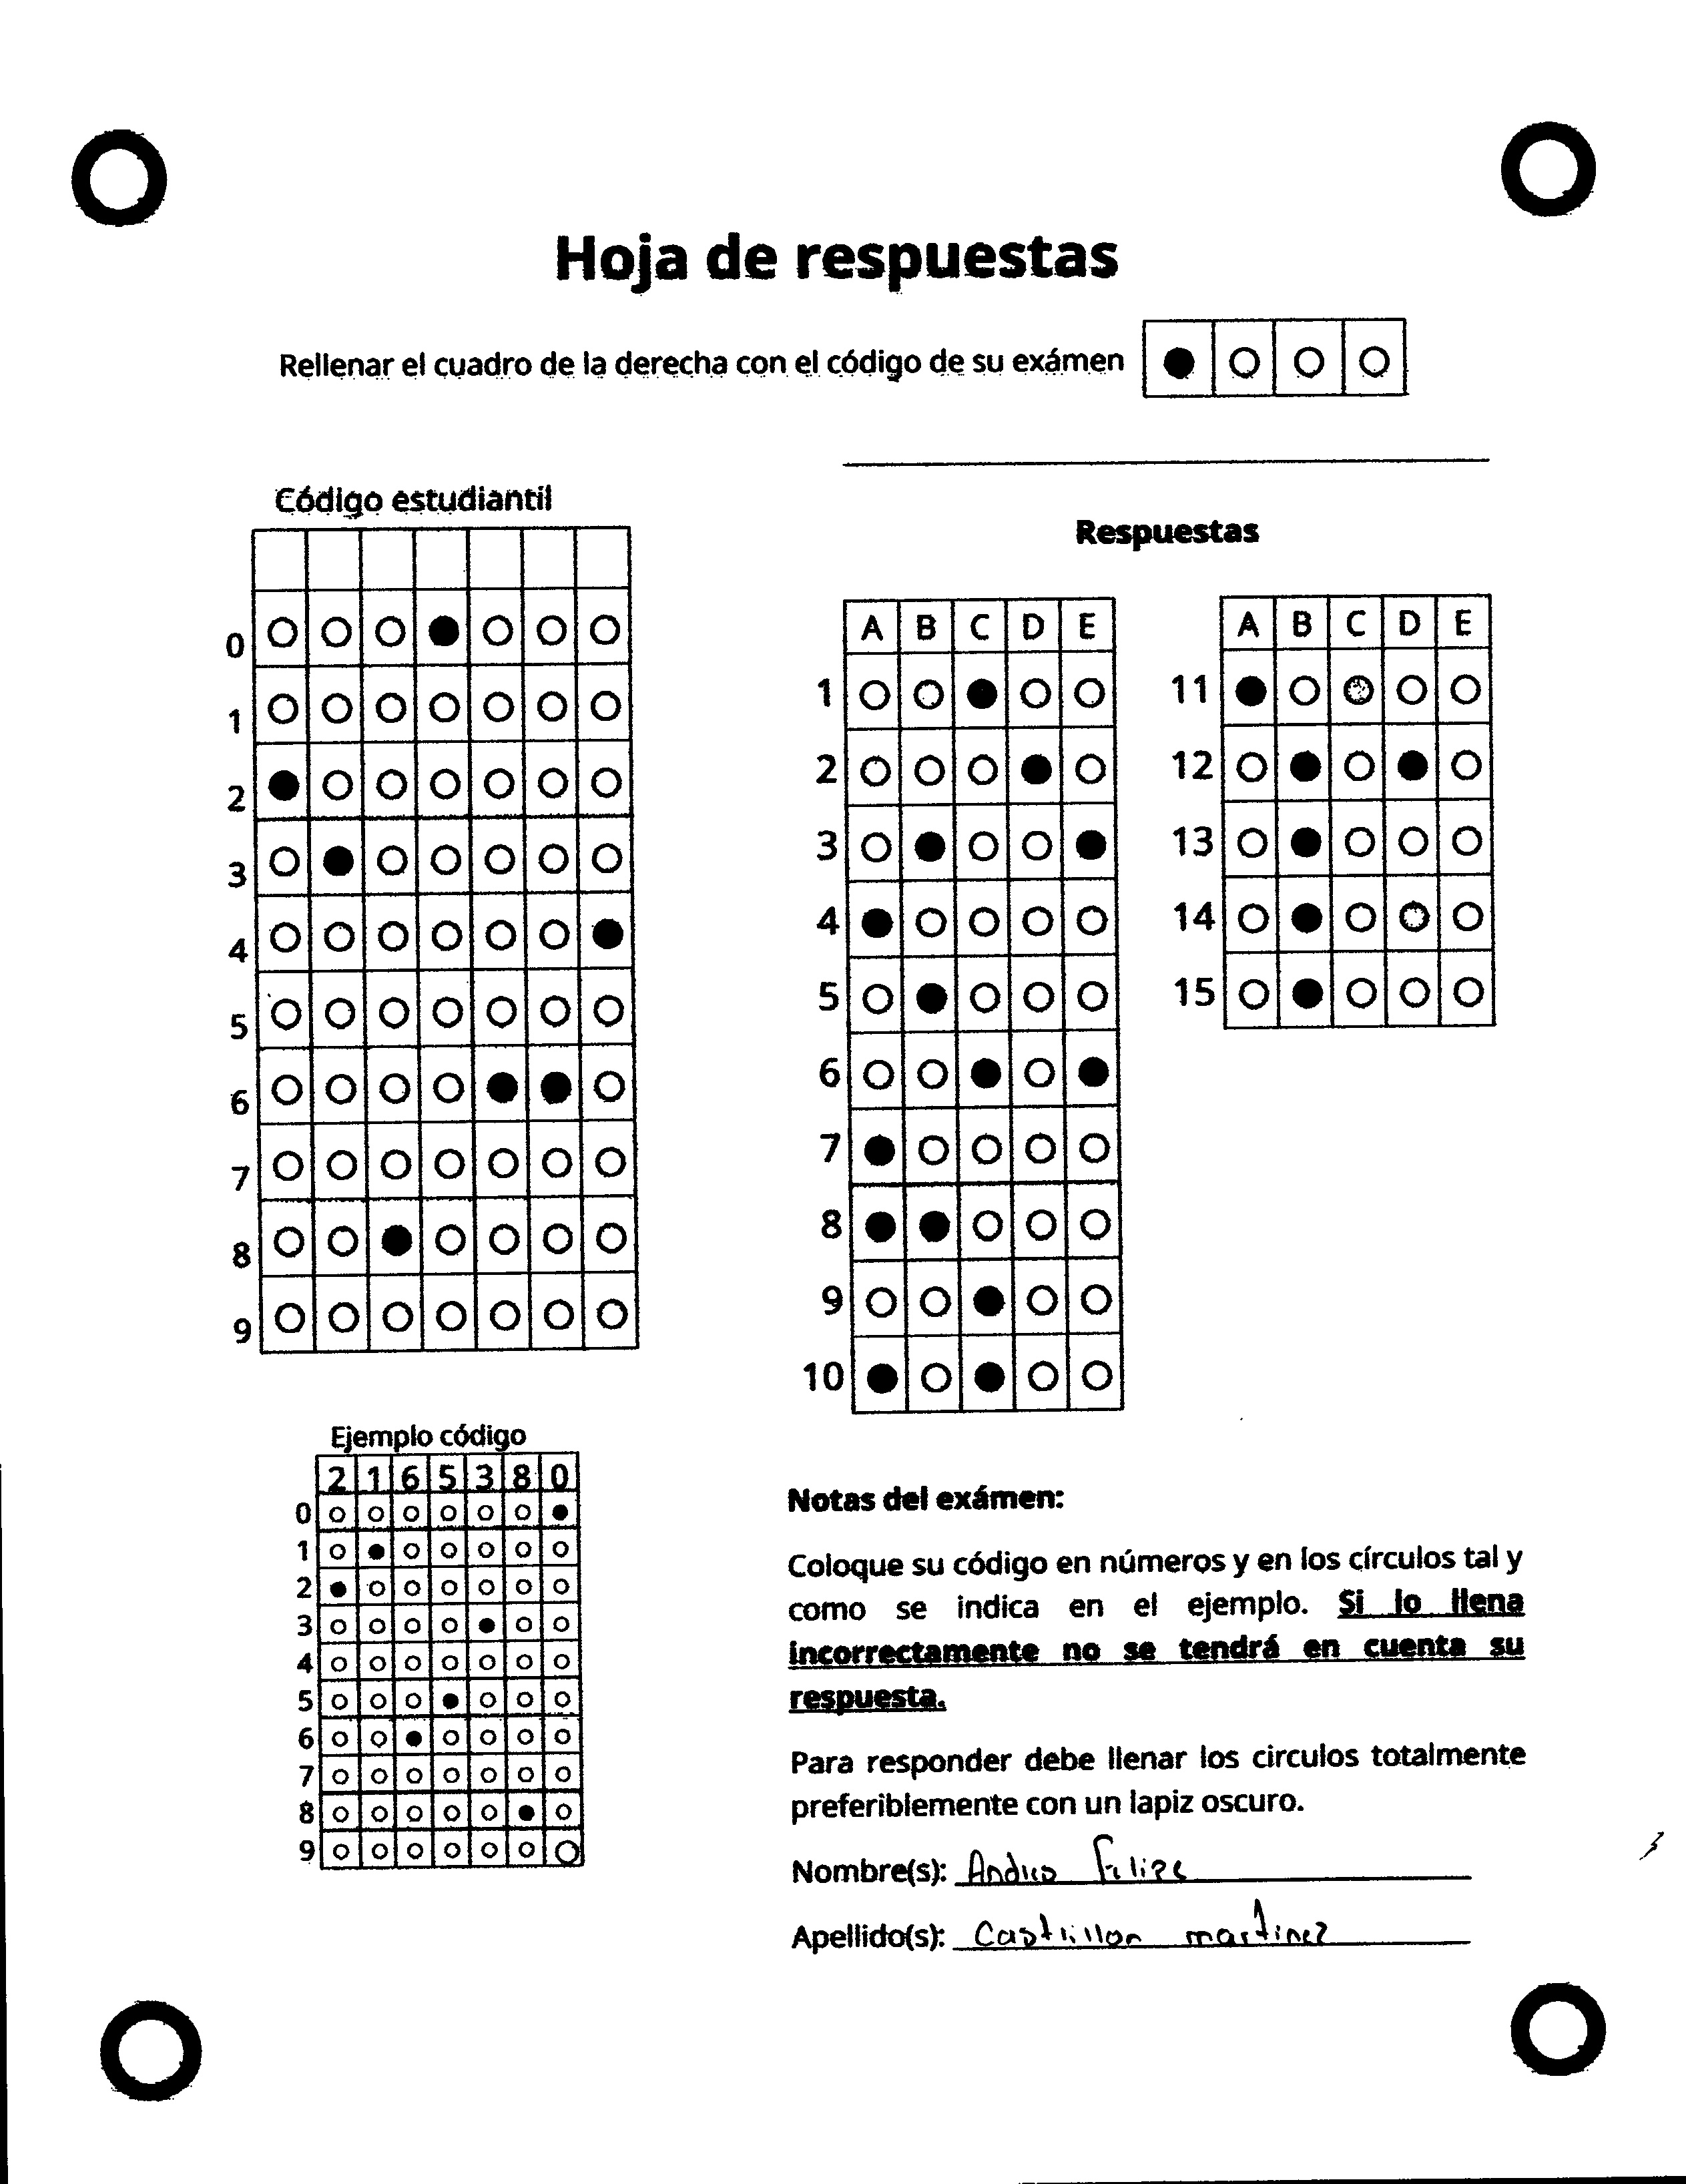 Hoja de respuestas
Rellenar el cuadro de la derecha con el código de su exámen
Código estudiantil
0
1
2
3
4
5
6
7
8
9
Respuestas
A B C D E
1
2
3
4
5
6
7
8
9
10
A B C D E
11
12
13
14
15
Ejemplo código
2 1 6 5 3 8 0
0
1
2
3
4
5
6
7
8
9
Notas del exámen:
Coloque su código en números y en los círculos tal y
como se indica en el ejemplo. Si lo llena
incorrectamente no se tendrá en cuenta su
respuesta.
Para responder debe llenar los circulos totalmente
preferiblemente con un lapiz oscuro.
Nombre(s): Andres Felipe
Apellido(s): Castrillon martinez